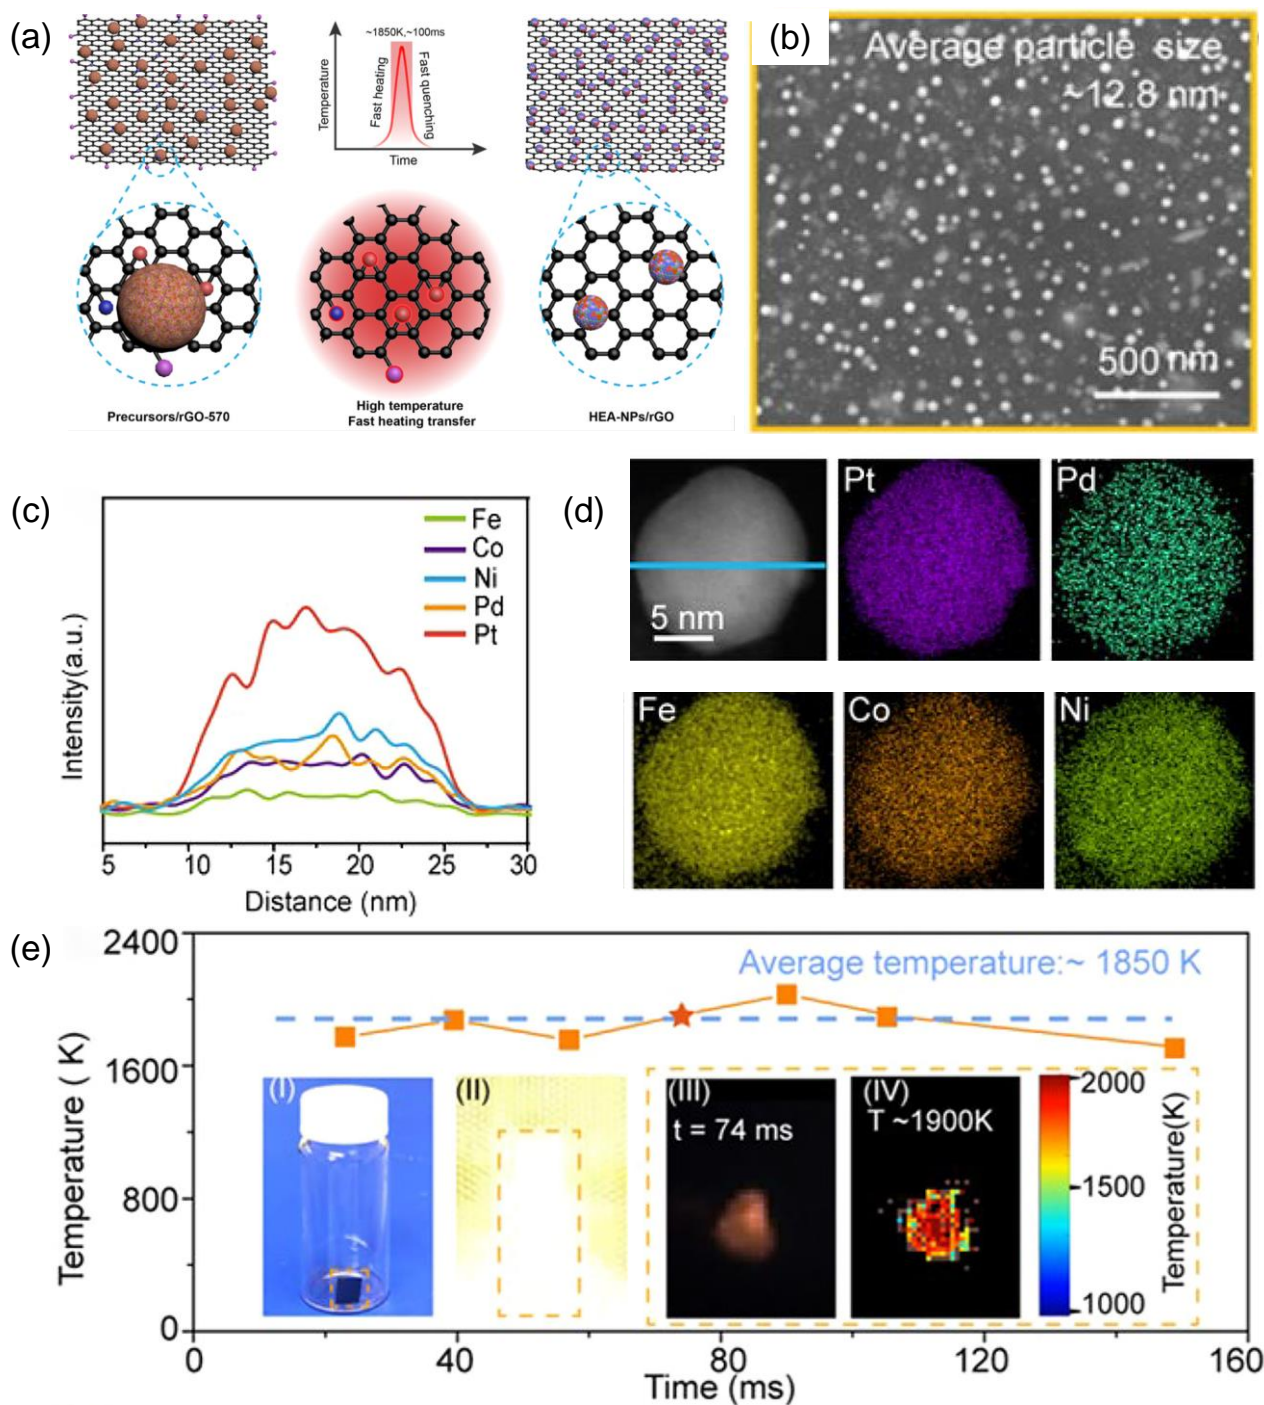 (a)
~1850K,~100ms
Temperature
Fast heating
Fast quenching
Time
Precursors/rGO-570
High temperature
Fast heating transfer
HEA-NPs/rGO
(b)
Average particle size
~12.8 nm
500 nm
(c)
Fe
Co
Ni
Pd
Pt
Intensity(a.u.)
5 10 15 20 25 30
Distance (nm)
(d)
5 nm
Pt
Pd
Fe
Co
Ni
(e)
2400
1600
800
0
Temperature ( K)
Average temperature:~ 1850 K
(I)
(II)
(III)
t = 74 ms
(IV)
T ~1900K
2000
1500
1000
Temperature(K)
0 40 80 120 160
Time (ms)